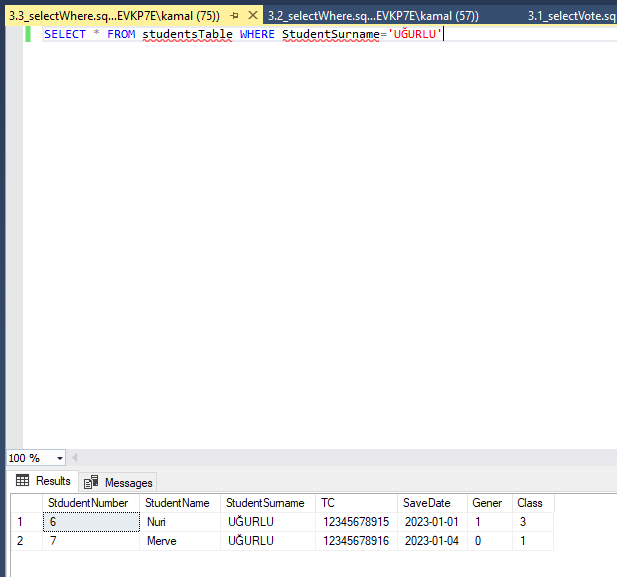 3.3_selectWhere.sq...EVKP7E\kamal (75)) 3.2_selectWhere.sq...EVKP7E\kamal (57)) 3.1_selectVote.sq
SELECT * FROM studentsTable WHERE StudentSurname='UĞURLU'
100 %
Results Messages
StdudentNumber StudentName StudentSurname TC SaveDate Gener Class
1 6 Nuri UĞURLU 12345678915 2023-01-01 1 3
2 7 Merve UĞURLU 12345678916 2023-01-04 0 1